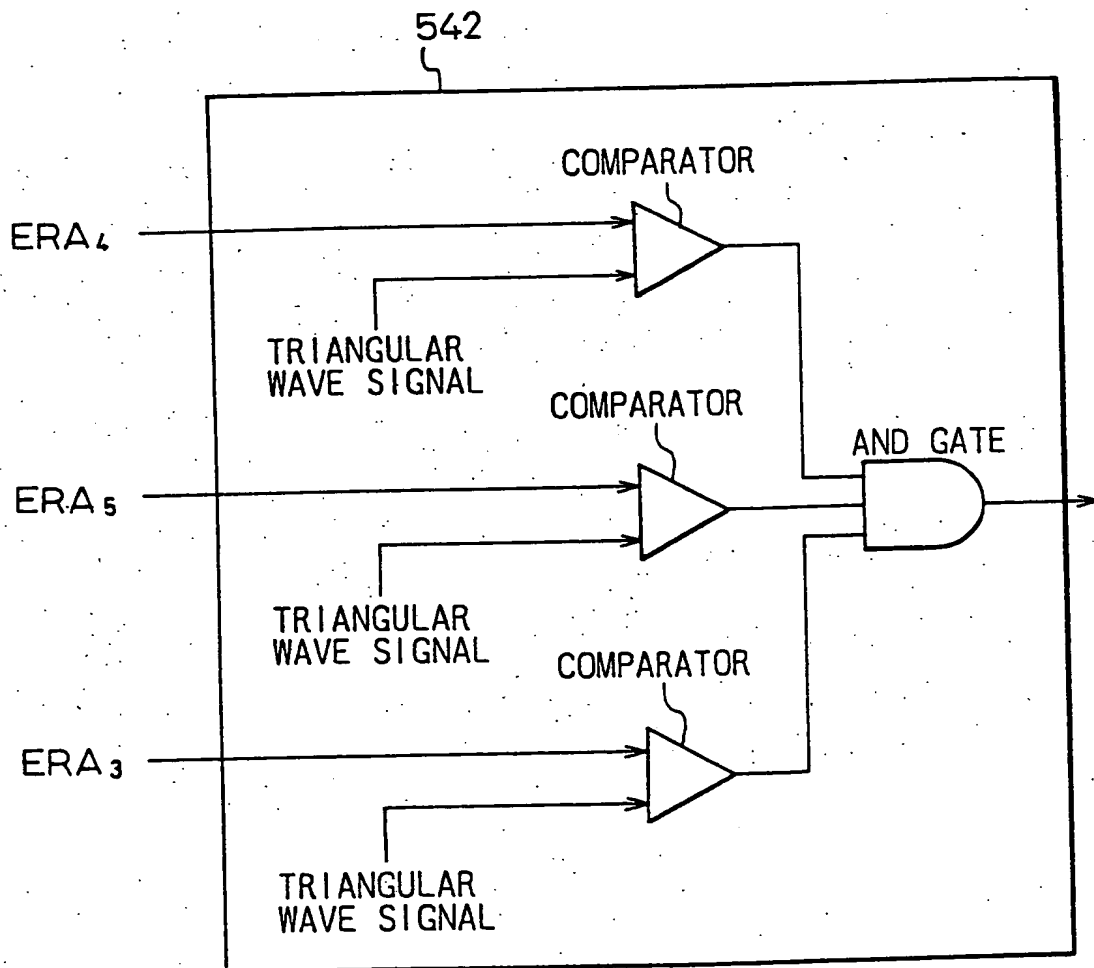 542
COMPARATOR
ERA4
TRIANGULAR
WAVE SIGNAL
COMPARATOR
AND GATE
ERA5
TRIANGULAR
WAVE SIGNAL
COMPARATOR
ERA3
TRIANGULAR
WAVE SIGNAL